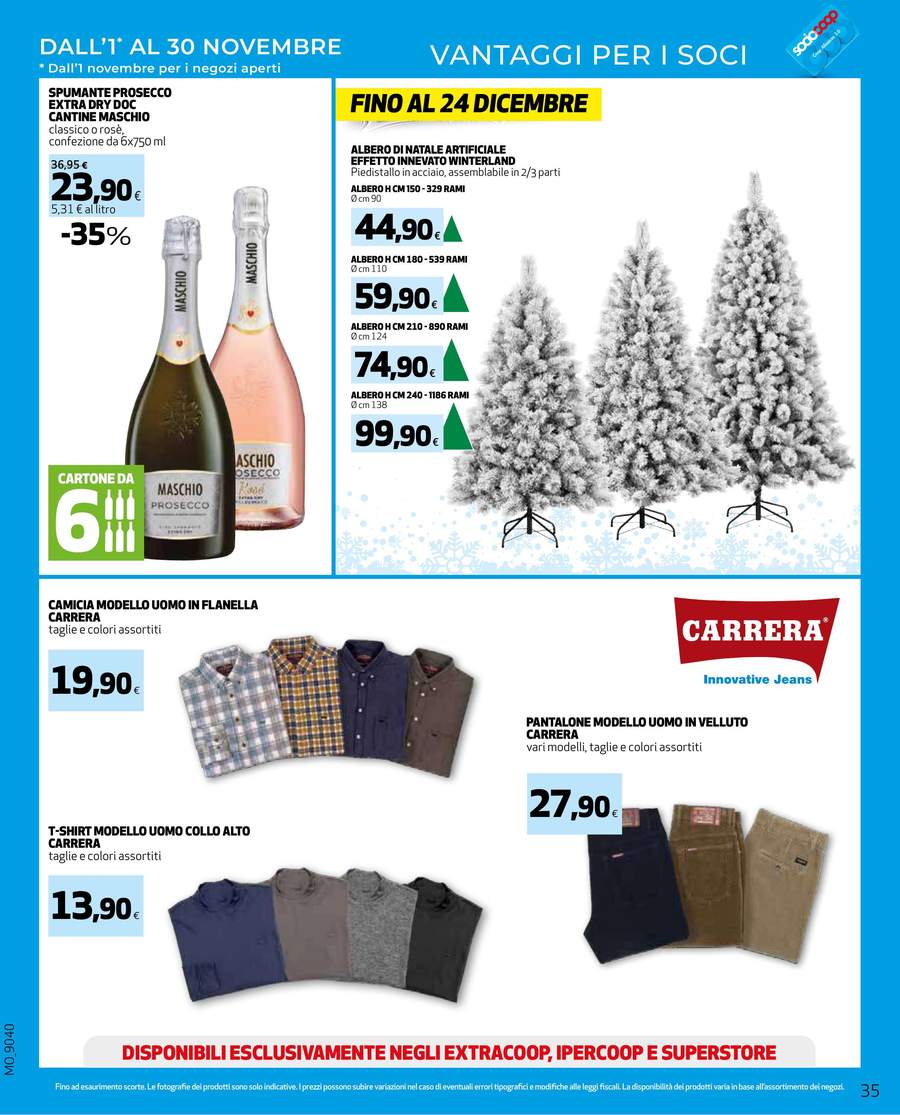 DALL'1* AL 30 NOVEMBRE
* Dall'1 novembre per i negozi aperti
VANTAGGI PER I SOCI
sociocoop
SPUMANTE PROSECCO
EXTRA DRY DOC
CANTINE MASCHIO
classico o rosè,
confezione da 6x750 ml
36,95 €
23,90 €
5,31 € al litro
-35%
MASCHIO
MASCHIO
MASCHIO
PROSECCO
EXTRA DRY
ASCHIO
OSECCO
Rosé
CARTONE DA
6
FINO AL 24 DICEMBRE
ALBERO DI NATALE ARTIFICIALE
EFFETTO INNEVATO WINTERLAND
Piedistallo in acciaio, assemblabile in 2/3 parti
ALBERO H CM 150 - 329 RAMI
Ø cm 90
44,90 €
ALBERO H CM 180 - 539 RAMI
Ø cm 110
59,90 €
ALBERO H CM 210 - 890 RAMI
Ø cm 124
74,90 €
ALBERO H CM 240 - 1186 RAMI
Ø cm 138
99,90 €
CAMICIA MODELLO UOMO IN FLANELLA
CARRERA
taglie e colori assortiti
19,90 €
CARRERA®
Innovative Jeans
PANTALONE MODELLO UOMO IN VELLUTO
CARRERA
vari modelli, taglie e colori assortiti
27,90 €
T-SHIRT MODELLO UOMO COLLO ALTO
CARRERA
taglie e colori assortiti
13,90 €
DISPONIBILI ESCLUSIVAMENTE NEGLI EXTRACOOP, IPERCOOP E SUPERSTORE
MO_9040
Fino ad esaurimento scorte. Le fotografie dei prodotti sono solo indicative. I prezzi possono subire variazioni nel caso di eventuali errori tipografici e modifiche alle leggi fiscali. La disponibilità dei prodotti varia in base all'assortimento dei negozi.
35